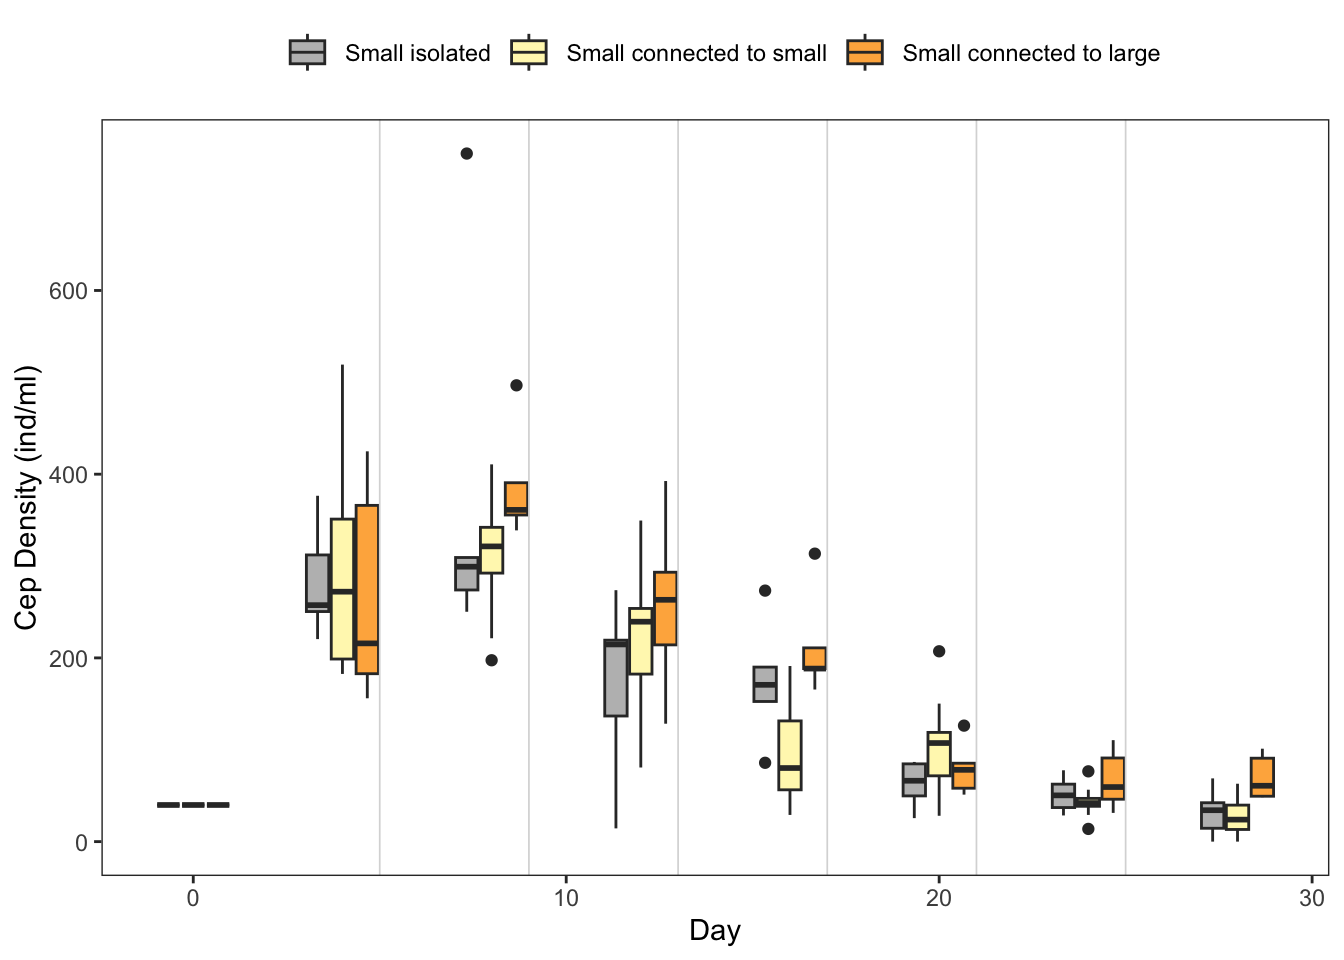 Small isolated Small connected to small Small connected to large
Cep Density (ind/ml)
600
400
200
0
0 10 20 30
Day